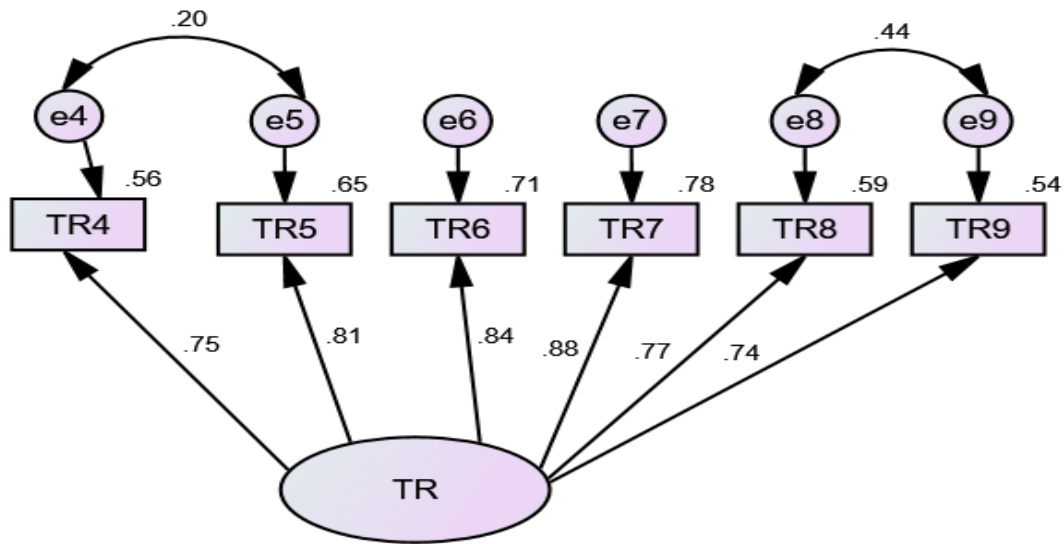 .20
.44
e4
e5
e6
e7
e8
e9
.56
.65
.71
.78
.59
.54
TR4
TR5
TR6
TR7
TR8
TR9
.75
.81
.84
.88
.77
.74
TR